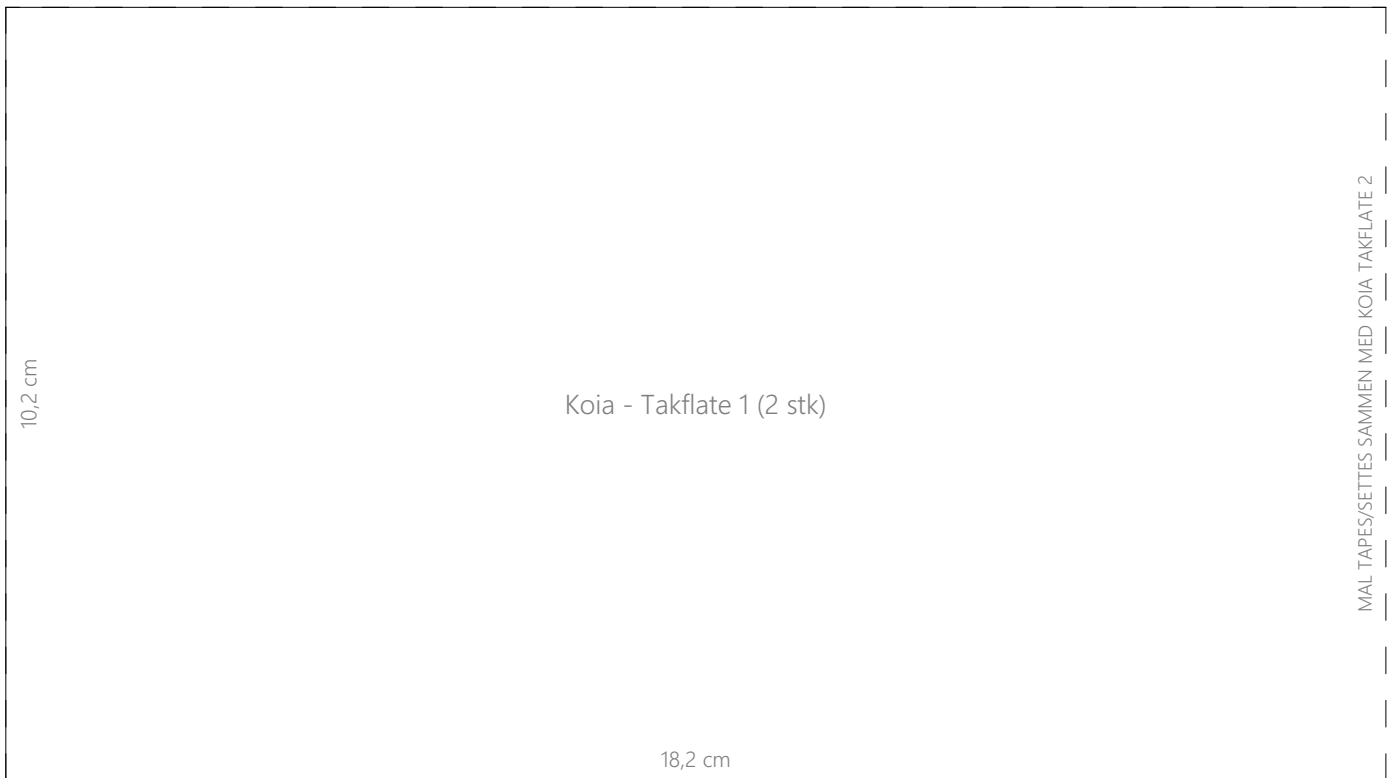 10,2 cm
Koia - Takflate 1 (2 stk)
MAL TAPES/SETTES SAMMEN MED KOIA TAKFLATE 2
18,2 cm